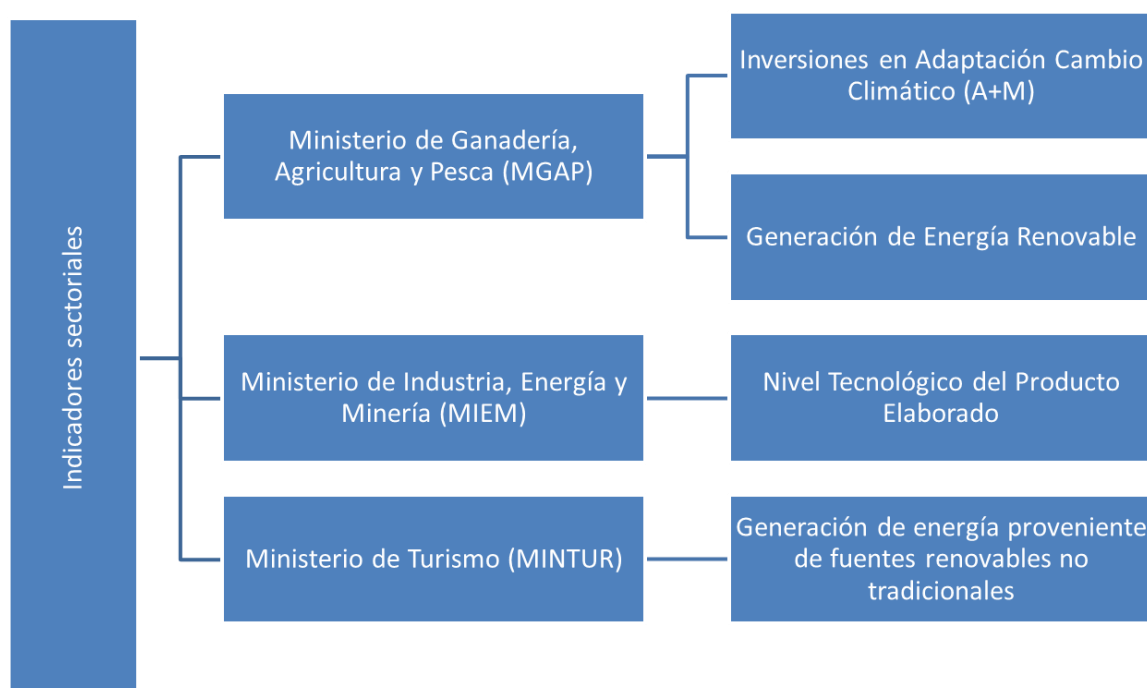 Indicadores sectoriales
Ministerio de Ganadería,
Agricultura y Pesca (MGAP)
Inversiones en Adaptación Cambio
Climático (A+M)
Generación de Energía Renovable
Ministerio de Industria, Energía y
Minería (MIEM)
Nivel Tecnológico del Producto
Elaborado
Ministerio de Turismo (MINTUR)
Generación de energía proveniente
de fuentes renovables no
tradicionales